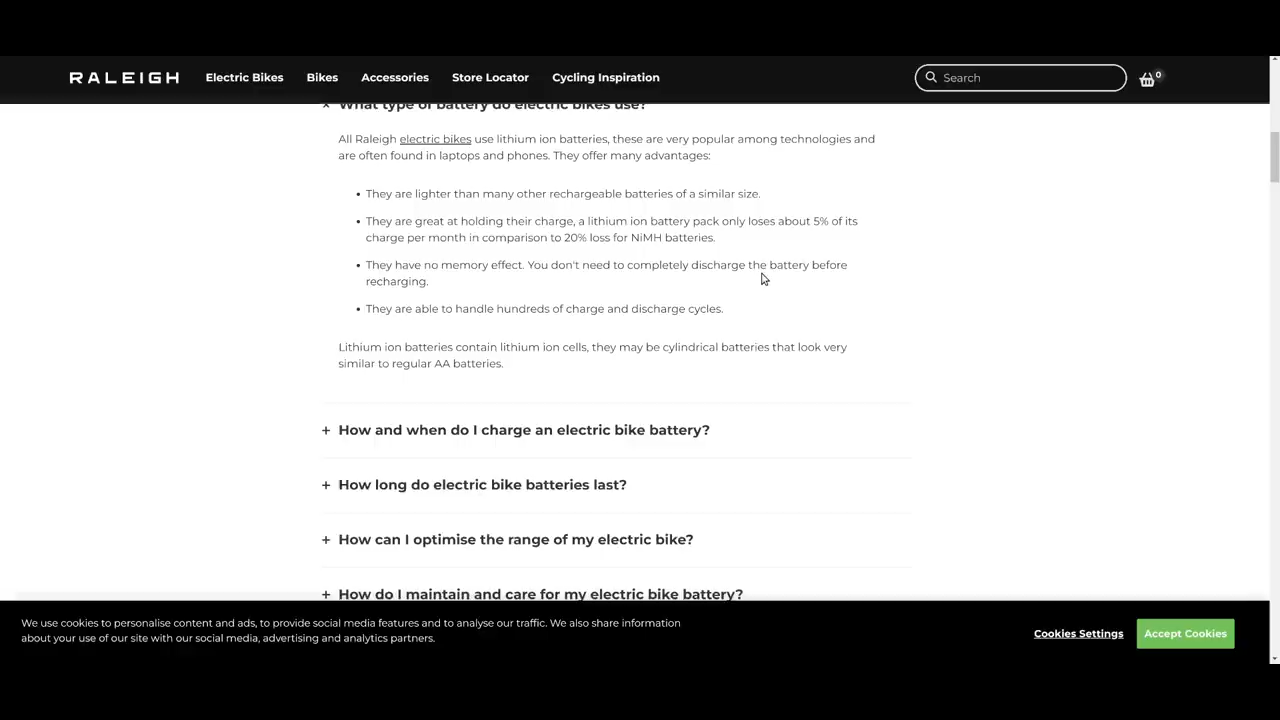 RALEIGH Electric Bikes Bikes Accessories Store Locator Cycling Inspiration Search 0
What type of battery do electric bikes use?
All Raleigh electric bikes use lithium ion batteries, these are very popular among technologies and
are often found in laptops and phones. They offer many advantages:
• They are lighter than many other rechargeable batteries of a similar size.
• They are great at holding their charge, a lithium ion battery pack only loses about 5% of its
charge per month in comparison to 20% loss for NiMH batteries.
• They have no memory effect. You don't need to completely discharge the battery before
recharging.
• They are able to handle hundreds of charge and discharge cycles.
Lithium ion batteries contain lithium ion cells, they may be cylindrical batteries that look very
similar to regular AA batteries.
+ How and when do I charge an electric bike battery?
+ How long do electric bike batteries last?
+ How can I optimise the range of my electric bike?
+ How do I maintain and care for my electric bike battery?
We use cookies to personalise content and ads, to provide social media features and to analyse our traffic. We also share information
about your use of our site with our social media, advertising and analytics partners.
Cookies Settings Accept Cookies